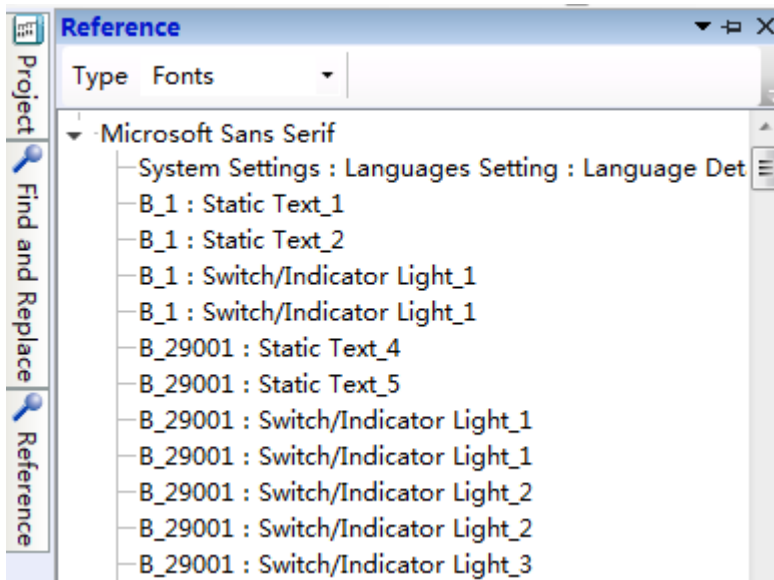 Reference
Type Fonts
Microsoft Sans Serif
System Settings : Languages Setting : Language Det
B_1 : Static Text_1
B_1 : Static Text_2
B_1 : Switch/Indicator Light_1
B_1 : Switch/Indicator Light_1
B_29001 : Static Text_4
B_29001 : Static Text_5
B_29001 : Switch/Indicator Light_1
B_29001 : Switch/Indicator Light_1
B_29001 : Switch/Indicator Light_2
B_29001 : Switch/Indicator Light_2
B_29001 : Switch/Indicator Light_3
Project
Find and Replace
Reference